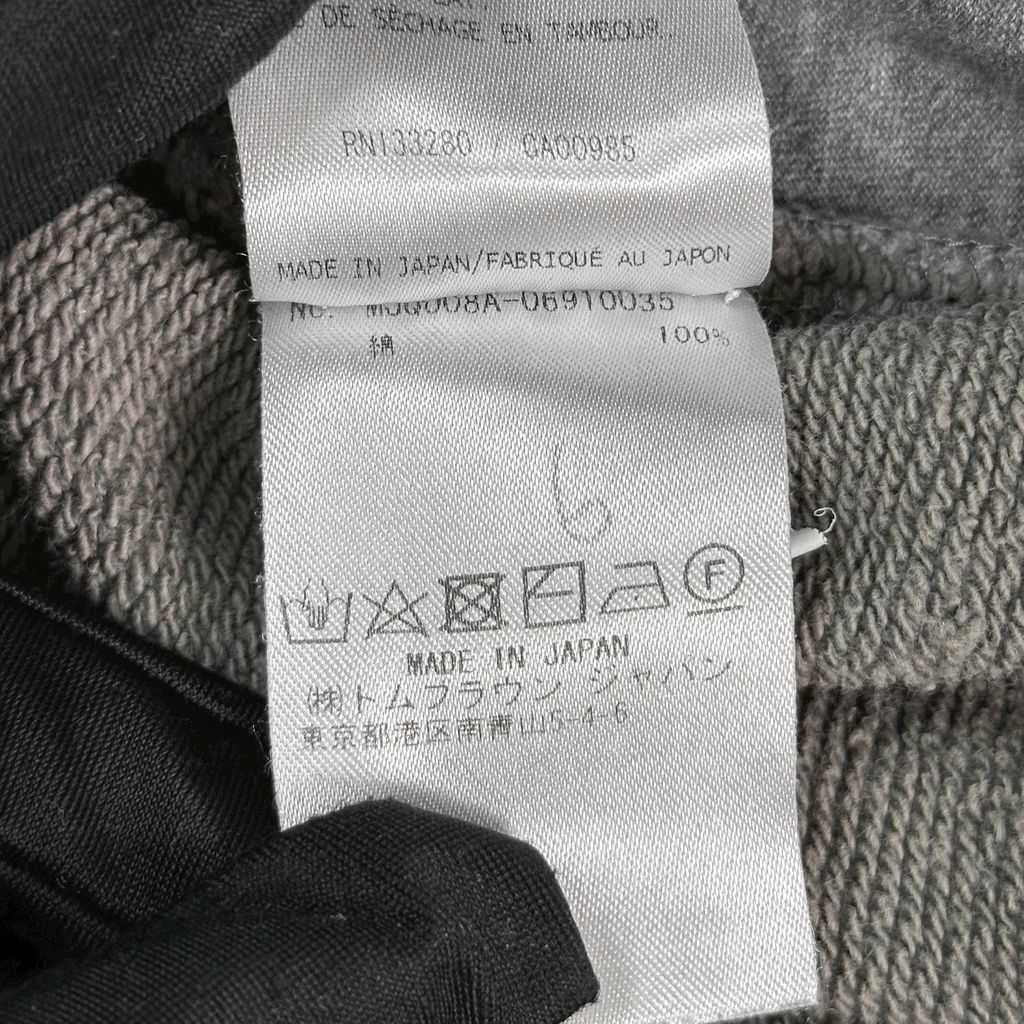 DE SÉCHAGE EN TAMBOUR.
RN133280 / CA00985
MADE IN JAPAN/FABRIQUÉ AU JAPON
NO. MJQ008A-06910035
綿 100%
F
MADE IN JAPAN
(株)トムブラウン ジャパン
東京都港区南青山5-4-6